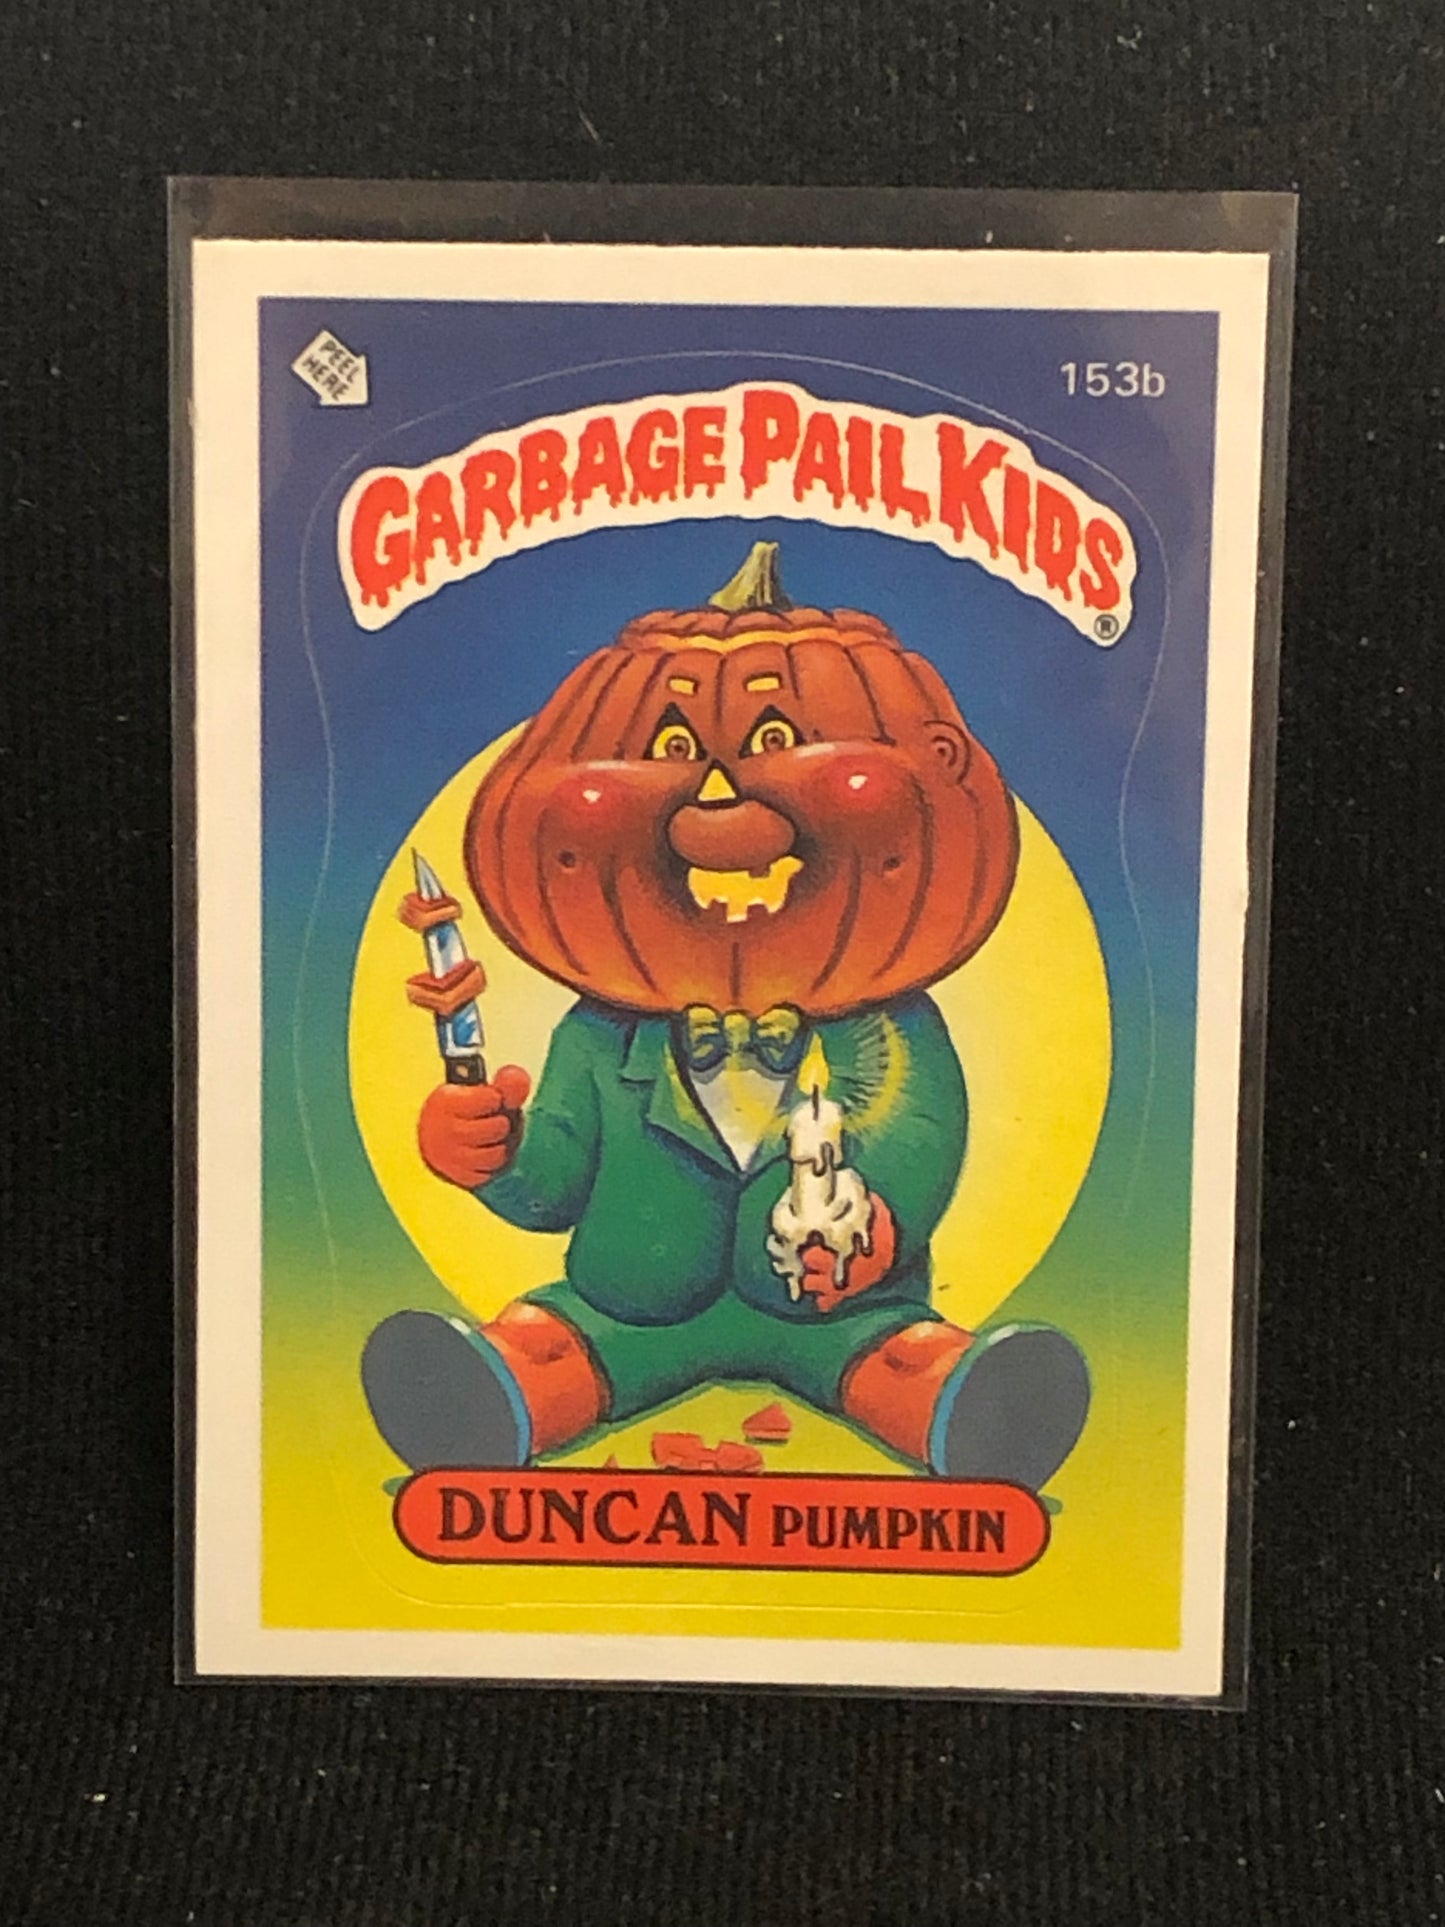 PEEL
HERE
153b
GARBAGE PAIL KIDS
®
DUNCAN PUMPKIN